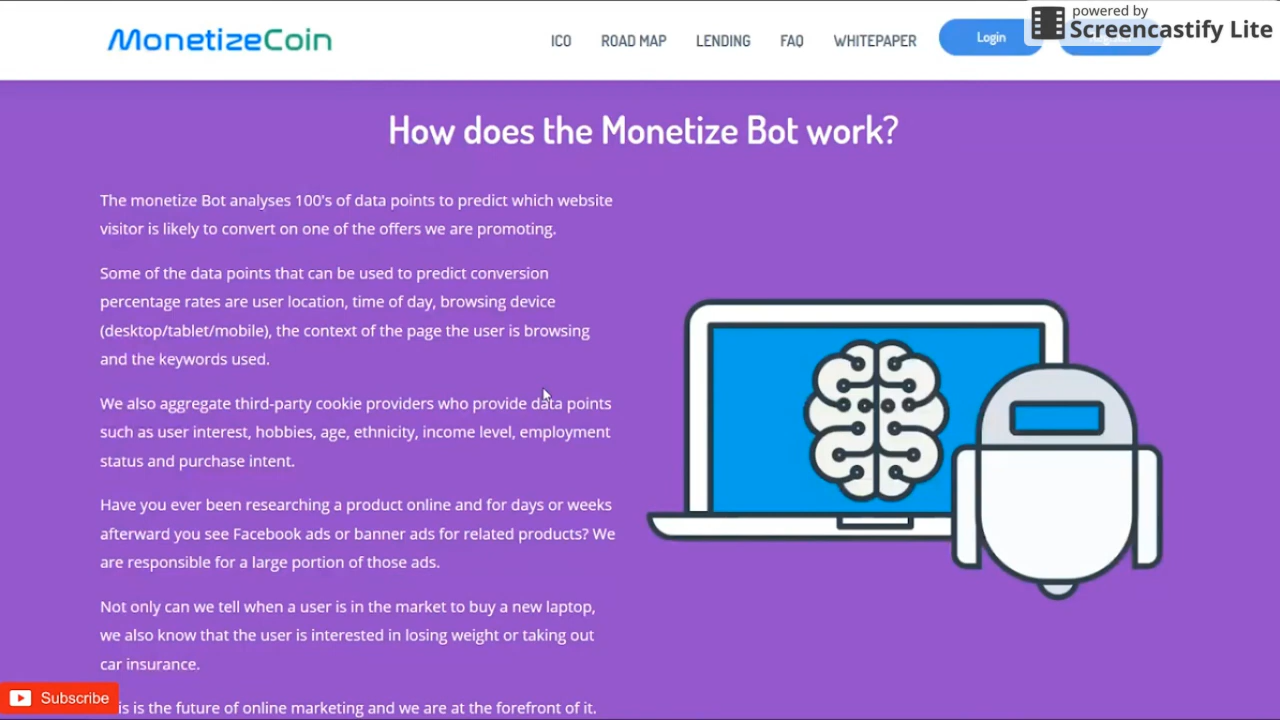 powered by
Screencastify Lite
MonetizeCoin
ICO ROAD MAP LENDING FAQ WHITEPAPER Login
How does the Monetize Bot work?
The monetize Bot analyses 100's of data points to predict which website
visitor is likely to convert on one of the offers we are promoting.
Some of the data points that can be used to predict conversion
percentage rates are user location, time of day, browsing device
(desktop/tablet/mobile), the context of the page the user is browsing
and the keywords used.
We also aggregate third-party cookie providers who provide data points
such as user interest, hobbies, age, ethnicity, income level, employment
status and purchase intent.
Have you ever been researching a product online and for days or weeks
afterward you see Facebook ads or banner ads for related products? We
are responsible for a large portion of those ads.
Not only can we tell when a user is in the market to buy a new laptop,
we also know that the user is interested in losing weight or taking out
car insurance.
Subscribe
is is the future of online marketing and we are at the forefront of it.